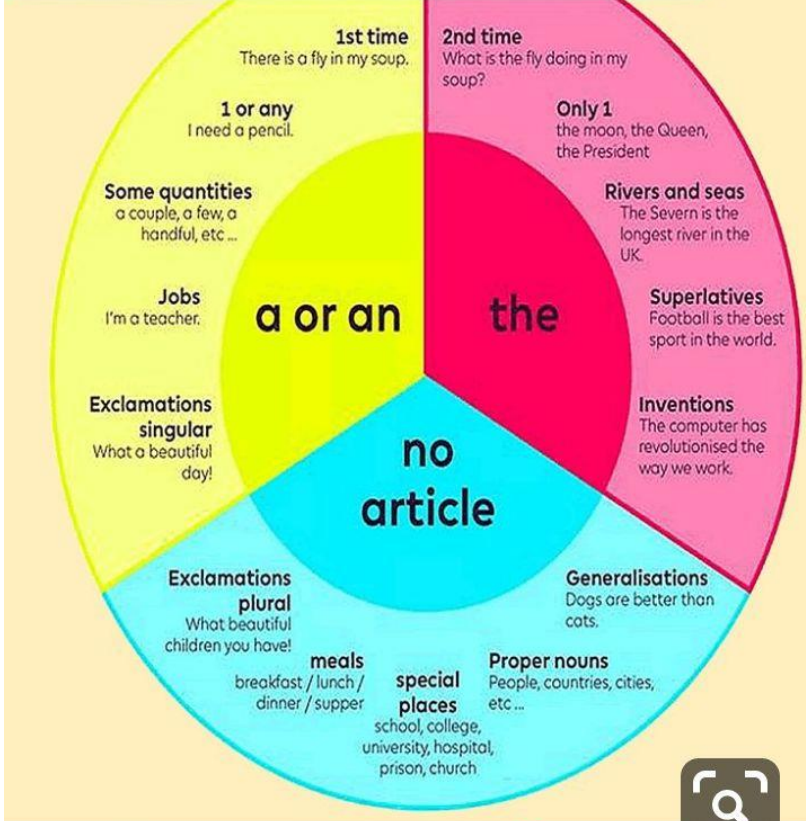 1st time
There is a fly in my soup.
1 or any
I need a pencil.
Some quantities
a couple, a few, a
handful, etc ...
Jobs
I'm a teacher.
Exclamations
singular
What a beautiful
day!
a or an
2nd time
What is the fly doing in my
soup?
Only 1
the moon, the Queen,
the President
Rivers and seas
The Severn is the
longest river in the
UK.
Superlatives
Football is the best
sport in the world.
Inventions
The computer has
revolutionised the
way we work.
the
no
article
Exclamations
plural
What beautiful
children you have!
meals
breakfast / lunch /
dinner / supper
special
places
school, college,
university, hospital,
prison, church
Proper nouns
People, countries, cities,
etc ...
Generalisations
Dogs are better than
cats.